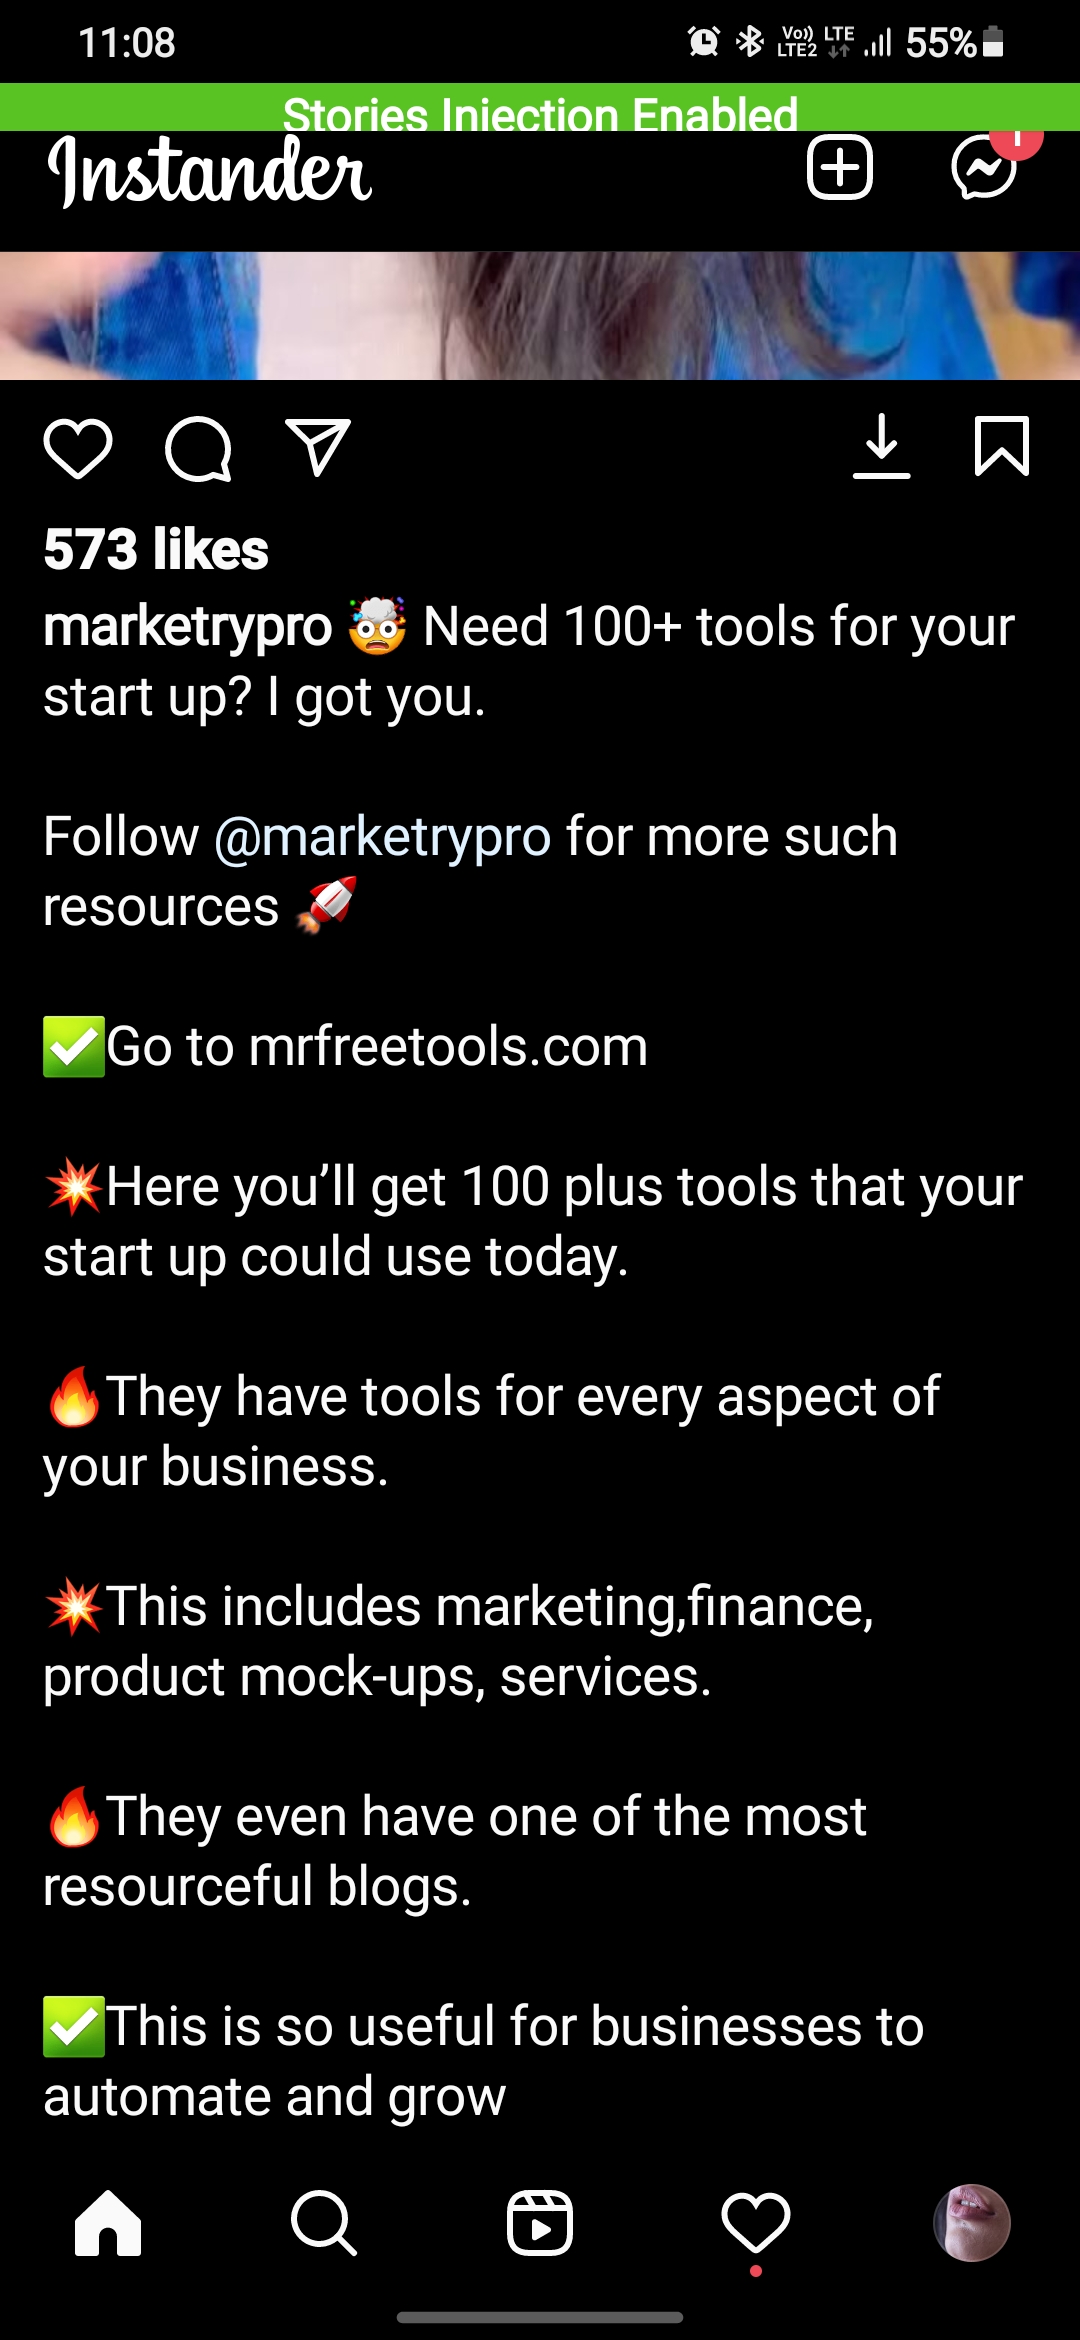 11:08
Vo)) LTE
LTE2
55%
Stories Injection Enabled
Instander
573 likes
marketrypro 🤯 Need 100+ tools for your
start up? I got you.
Follow @marketrypro for more such
resources 🚀
✅Go to mrfreetools.com
💥Here you’ll get 100 plus tools that your
start up could use today.
🔥They have tools for every aspect of
your business.
💥This includes marketing,finance,
product mock-ups, services.
🔥They even have one of the most
resourceful blogs.
✅This is so useful for businesses to
automate and grow